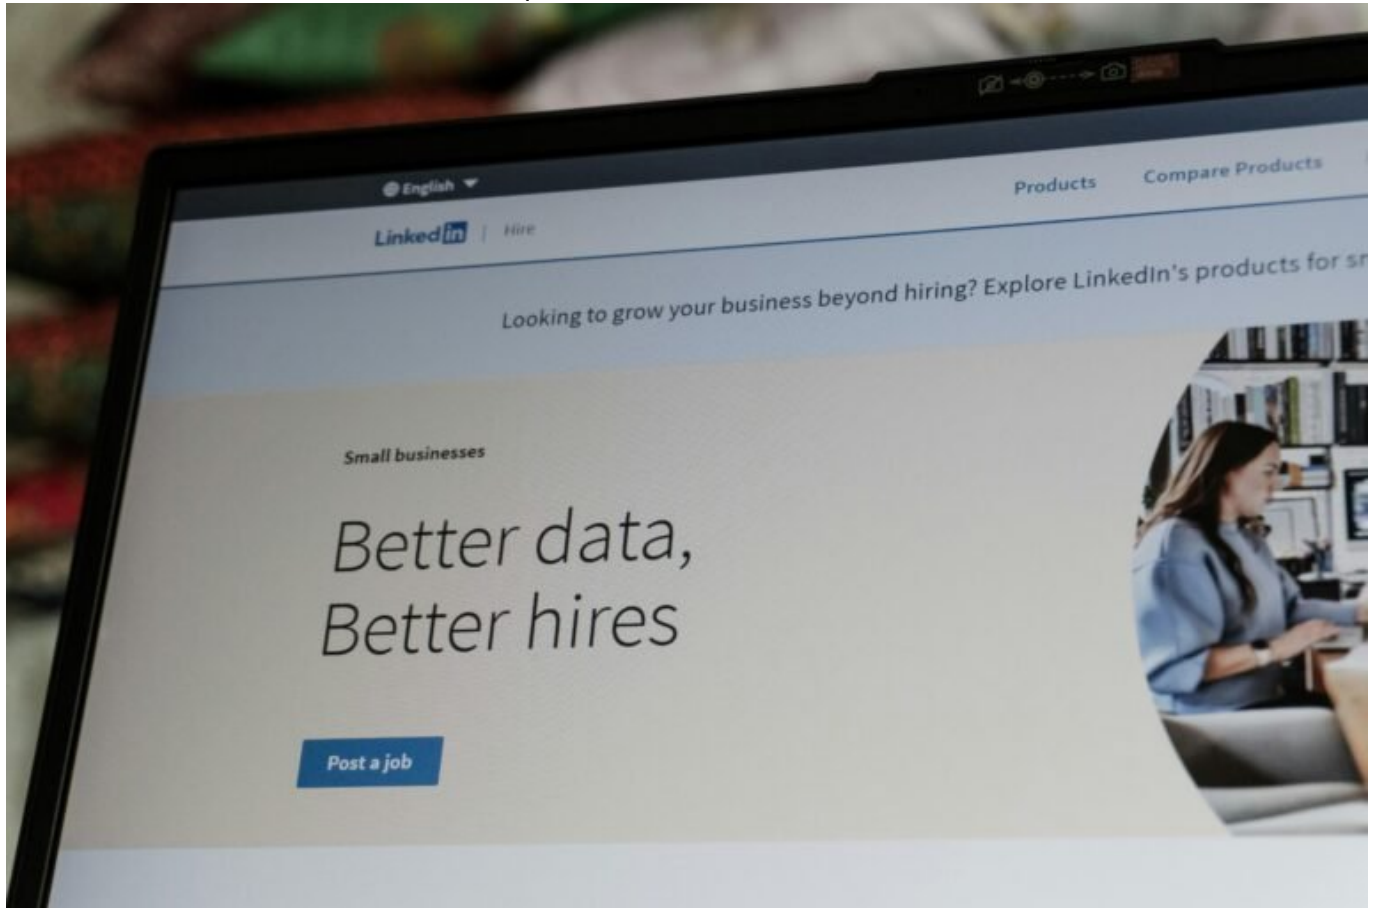 English
Linkedin | Hire
Products
Compare Products
Looking to grow your business beyond hiring? Explore LinkedIn's products for
Small businesses
Better data,
Better hires
Post a job